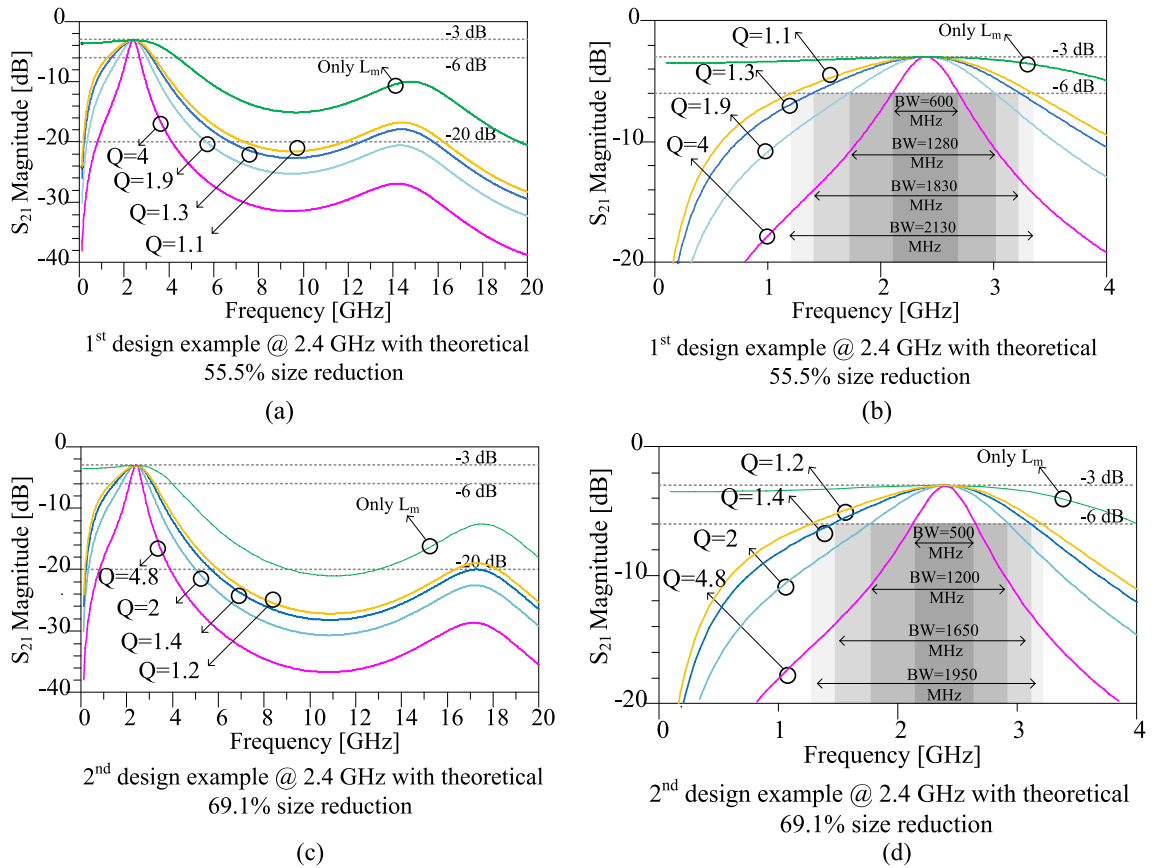 0
-10
-20
-30
-40
S21 Magnitude [dB]
-3 dB
-6 dB
-20 dB
Only Lm
Q=4
Q=1.9
Q=1.3
Q=1.1
0 2 4 6 8 10 12 14 16 18 20
Frequency [GHz]
1st design example @ 2.4 GHz with theoretical
55.5% size reduction
(a)
0
-10
-20
S21 Magnitude [dB]
Only Lm
-3 dB
-6 dB
Q=1.1
Q=1.3
Q=1.9
Q=4
BW=600
MHz
BW=1280
MHz
BW=1830
MHz
BW=2130
MHz
0 1 2 3 4
Frequency [GHz]
1st design example @ 2.4 GHz with theoretical
55.5% size reduction
(b)
0
-10
-20
-30
-40
S21 Magnitude [dB]
-3 dB
-6 dB
-20 dB
Only Lm
Q=4.8
Q=2
Q=1.4
Q=1.2
0 2 4 6 8 10 12 14 16 18 20
Frequency [GHz]
2nd design example @ 2.4 GHz with theoretical
69.1% size reduction
(c)
0
-10
-20
S21 Magnitude [dB]
Only Lm
-3 dB
-6 dB
Q=1.2
Q=1.4
Q=2
Q=4.8
BW=500
MHz
BW=1200
MHz
BW=1650
MHz
BW=1950
MHz
0 1 2 3 4
Frequency [GHz]
2nd design example @ 2.4 GHz with theoretical
69.1% size reduction
(d)